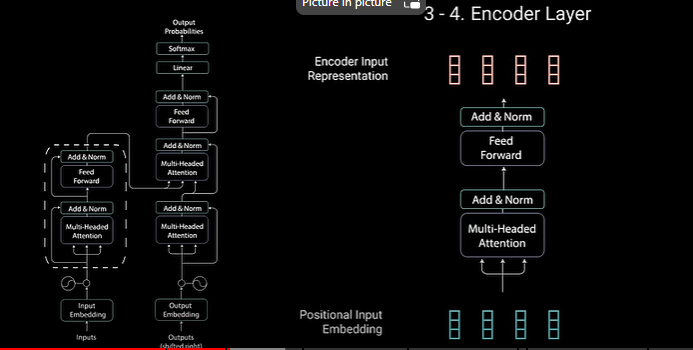 Picture in picture
3 - 4. Encoder Layer
Output
Probabilities
Softmax
Linear
Add & Norm
Feed
Forward
Add & Norm
Multi-Headed
Attention
Add & Norm
Multi-Headed
Attention
Output
Embedding
Outputs
(shifted right)
Add & Norm
Feed
Forward
Add & Norm
Multi-Headed
Attention
Input
Embedding
Inputs
Encoder Input
Representation
Add & Norm
Feed
Forward
Add & Norm
Multi-Headed
Attention
Positional Input
Embedding